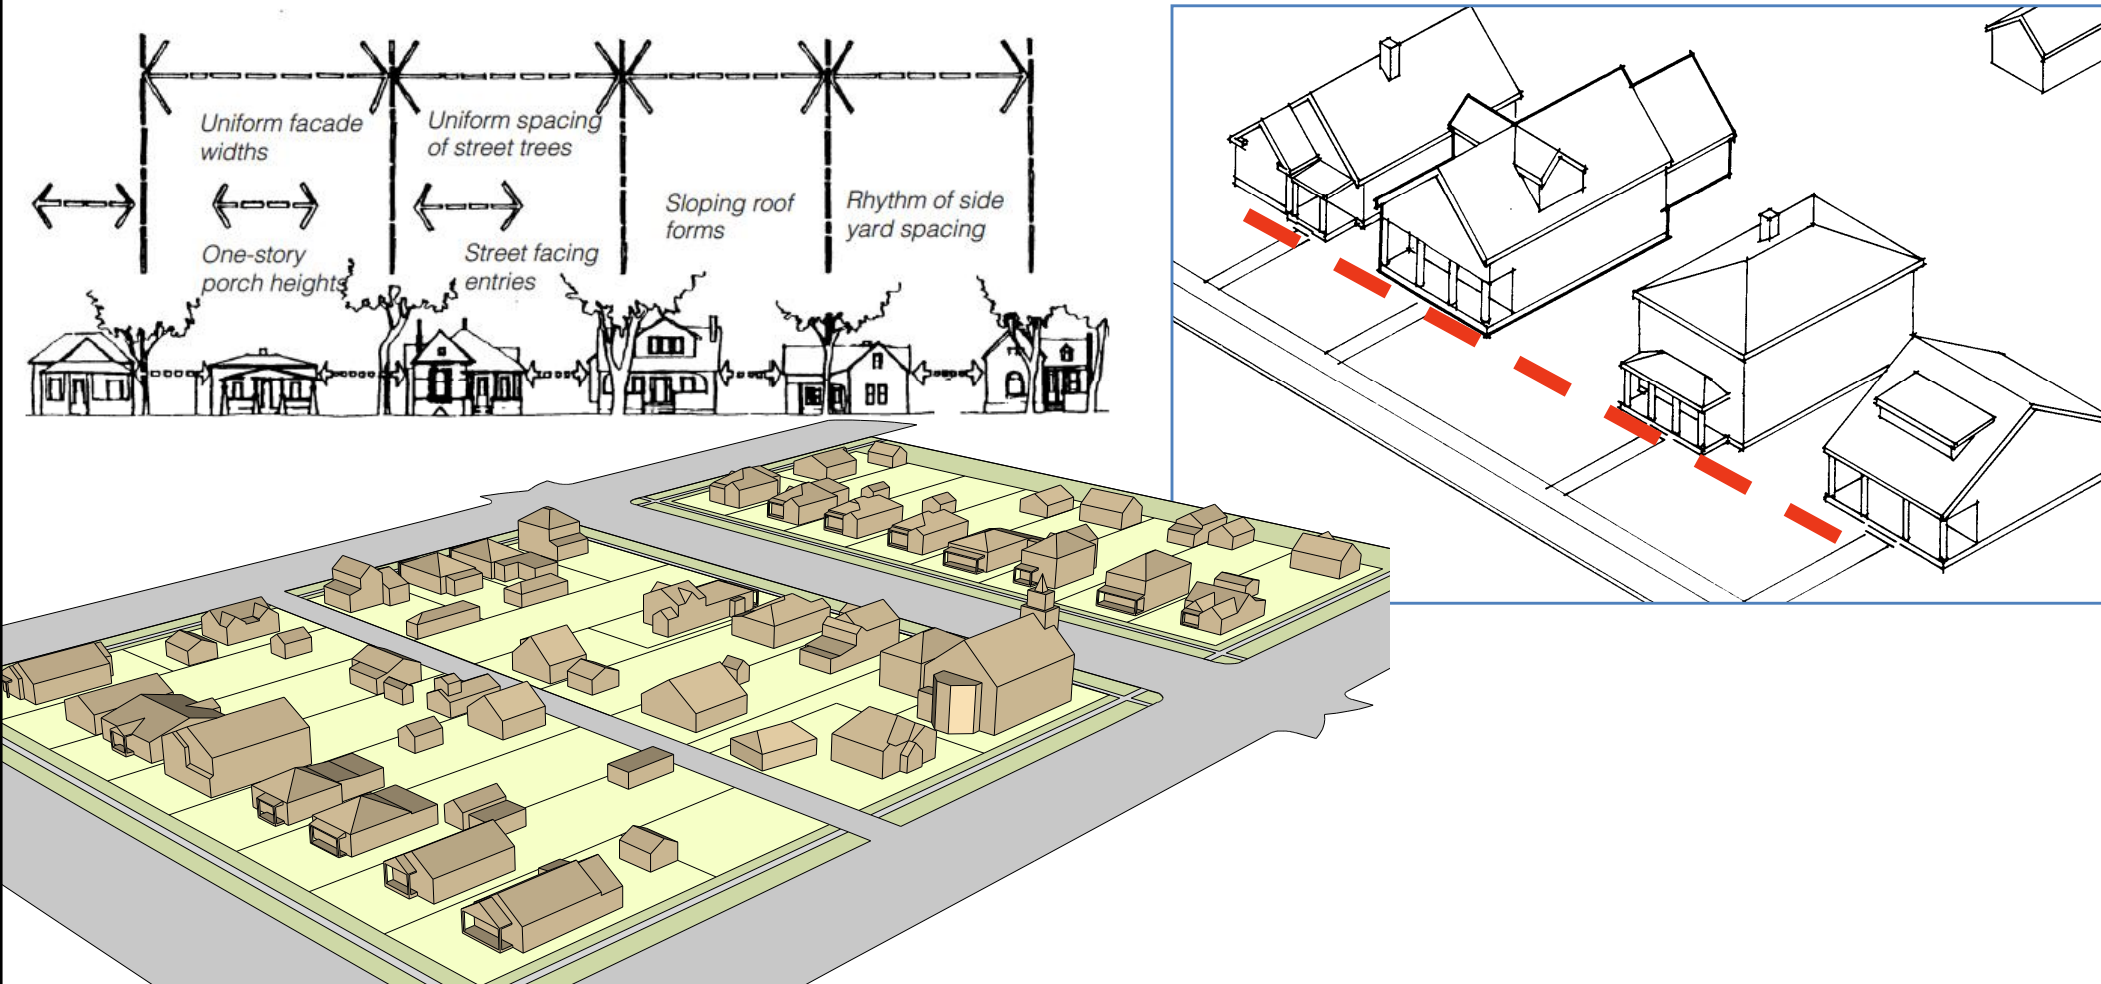 Uniform facade
widths
Uniform spacing
of street trees
Sloping roof
forms
Rhythm of side
yard spacing
One-story
porch heights
Street facing
entries